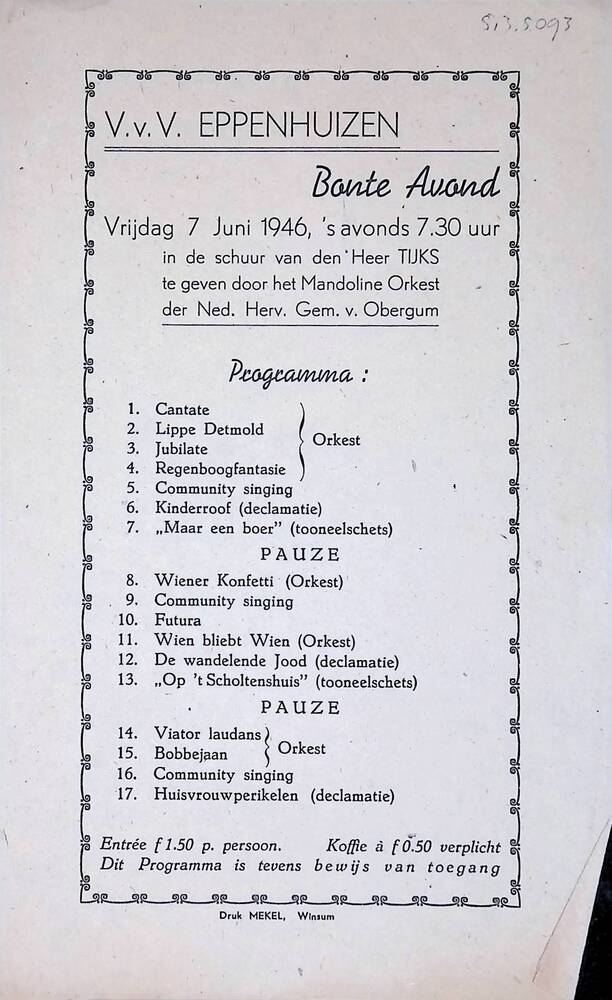 S,3.5093
V.v.V. EPPENHUIZEN
Bonte Avond
Vrijdag 7 Juni 1946, 's avonds 7.30 uur
in de schuur van den Heer TIJKS
te geven door het Mandoline Orkest
der Ned. Herv. Gem. v. Obergum
Programma :
1. Cantate
2. Lippe Detmold
3. Jubilate
4. Regenboogfantasie
Orkest
5. Community singing
6. Kinderroof (declamatie)
7. „Maar een boer” (tooneelschets)
PAUZE
8. Wiener Konfetti (Orkest)
9. Community singing
10. Futura
11. Wien bliebt Wien (Orkest)
12. De wandelende Jood (declamatie)
13. „Op 't Scholtenshuis” (tooneelschets)
PAUZE
14. Viator laudans
15. Bobbejaan
Orkest
16. Community singing
17. Huisvrouwperikelen (declamatie)
Entrée f 1.50 p. persoon. Koffie à f 0.50 verplicht
Dit Programma is tevens bewijs van toegang
Druk MEKEL, Winsum